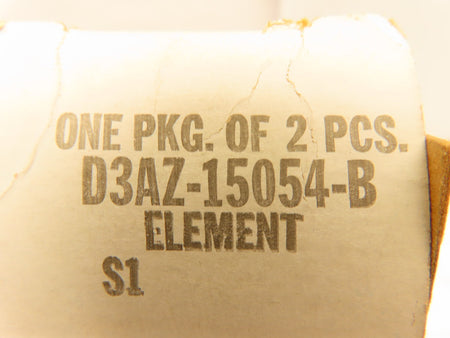 ONE PKG. OF 2 PCS.
D3AZ-15054-B
ELEMENT
S1